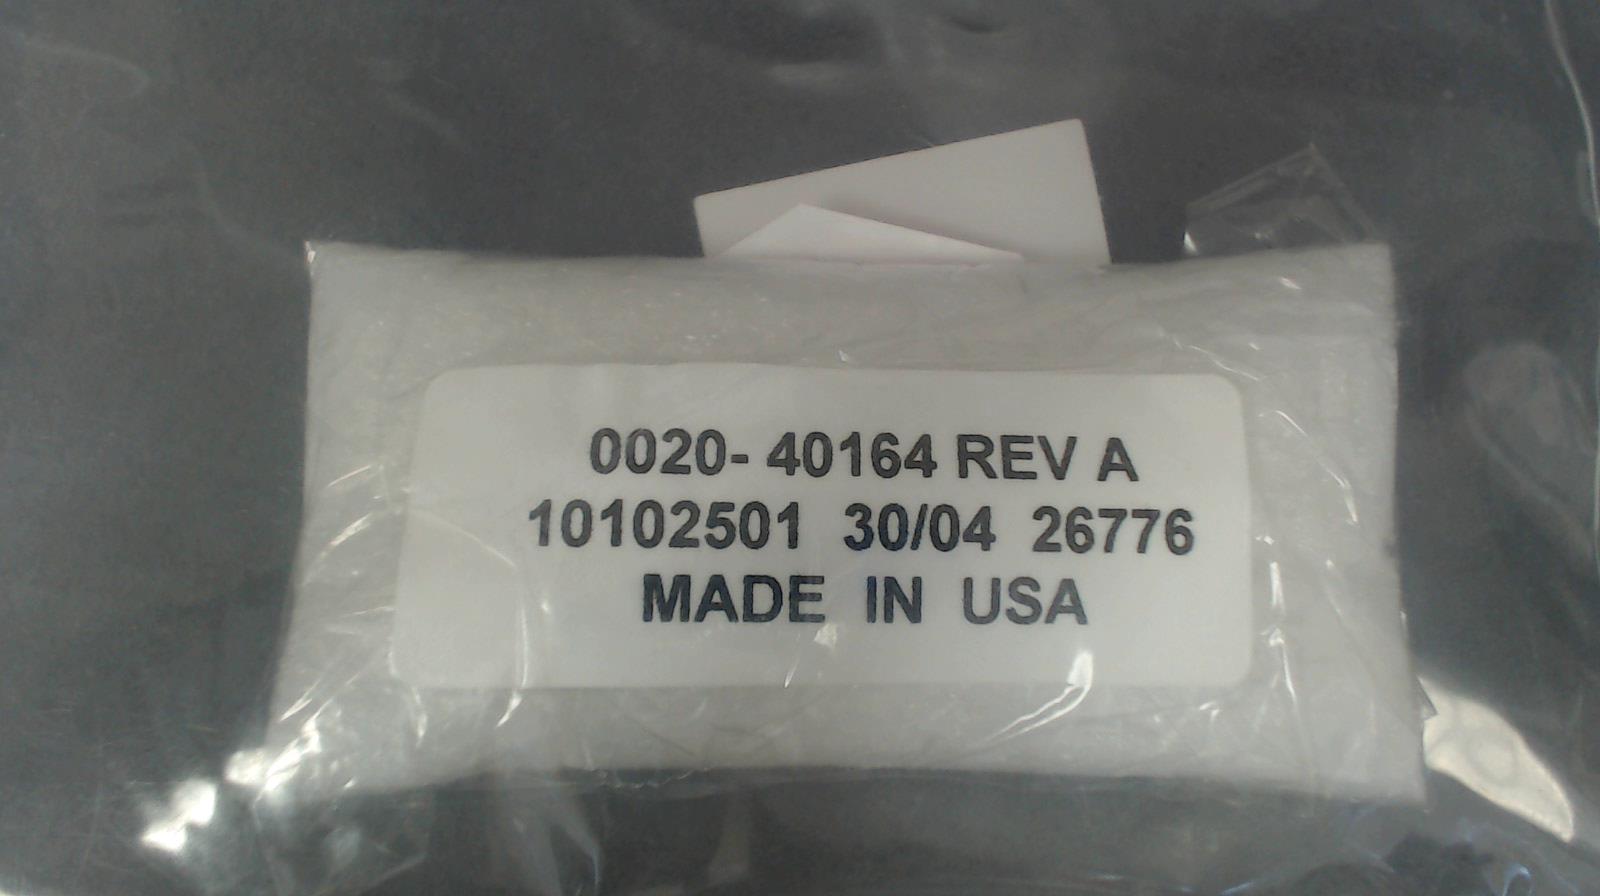 0020- 40164 REV A
10102501 30/04 26776
MADE IN USA